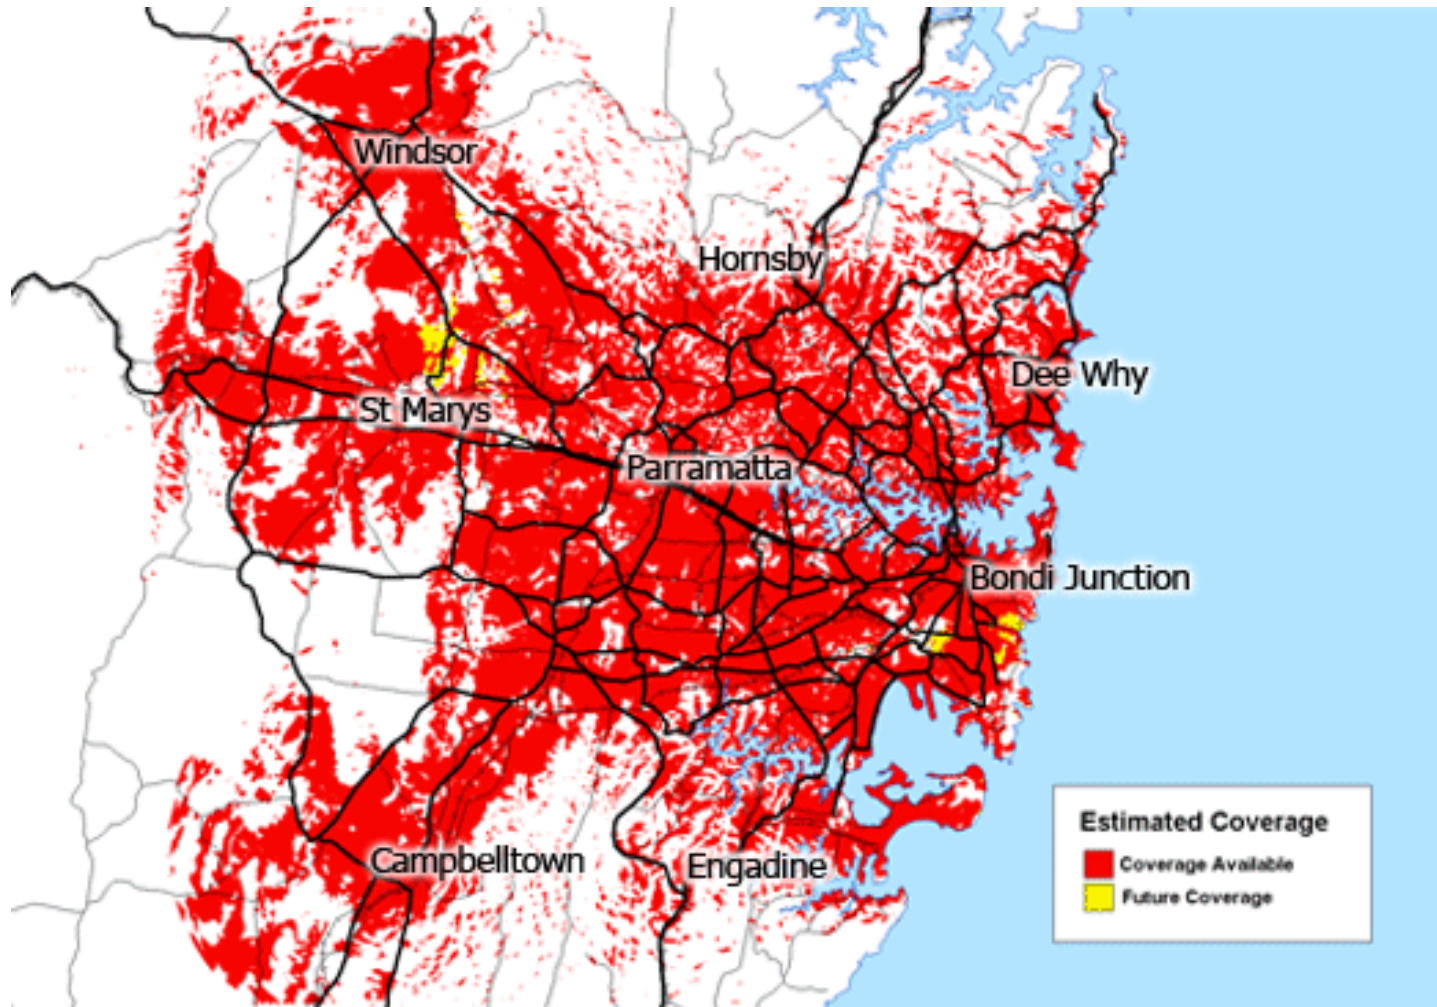 Windsor
Hornsby
Dee Why
St Marys
Parramatta
Bondi Junction
Campbelltown
Engadine
Estimated Coverage
Coverage Available
Future Coverage